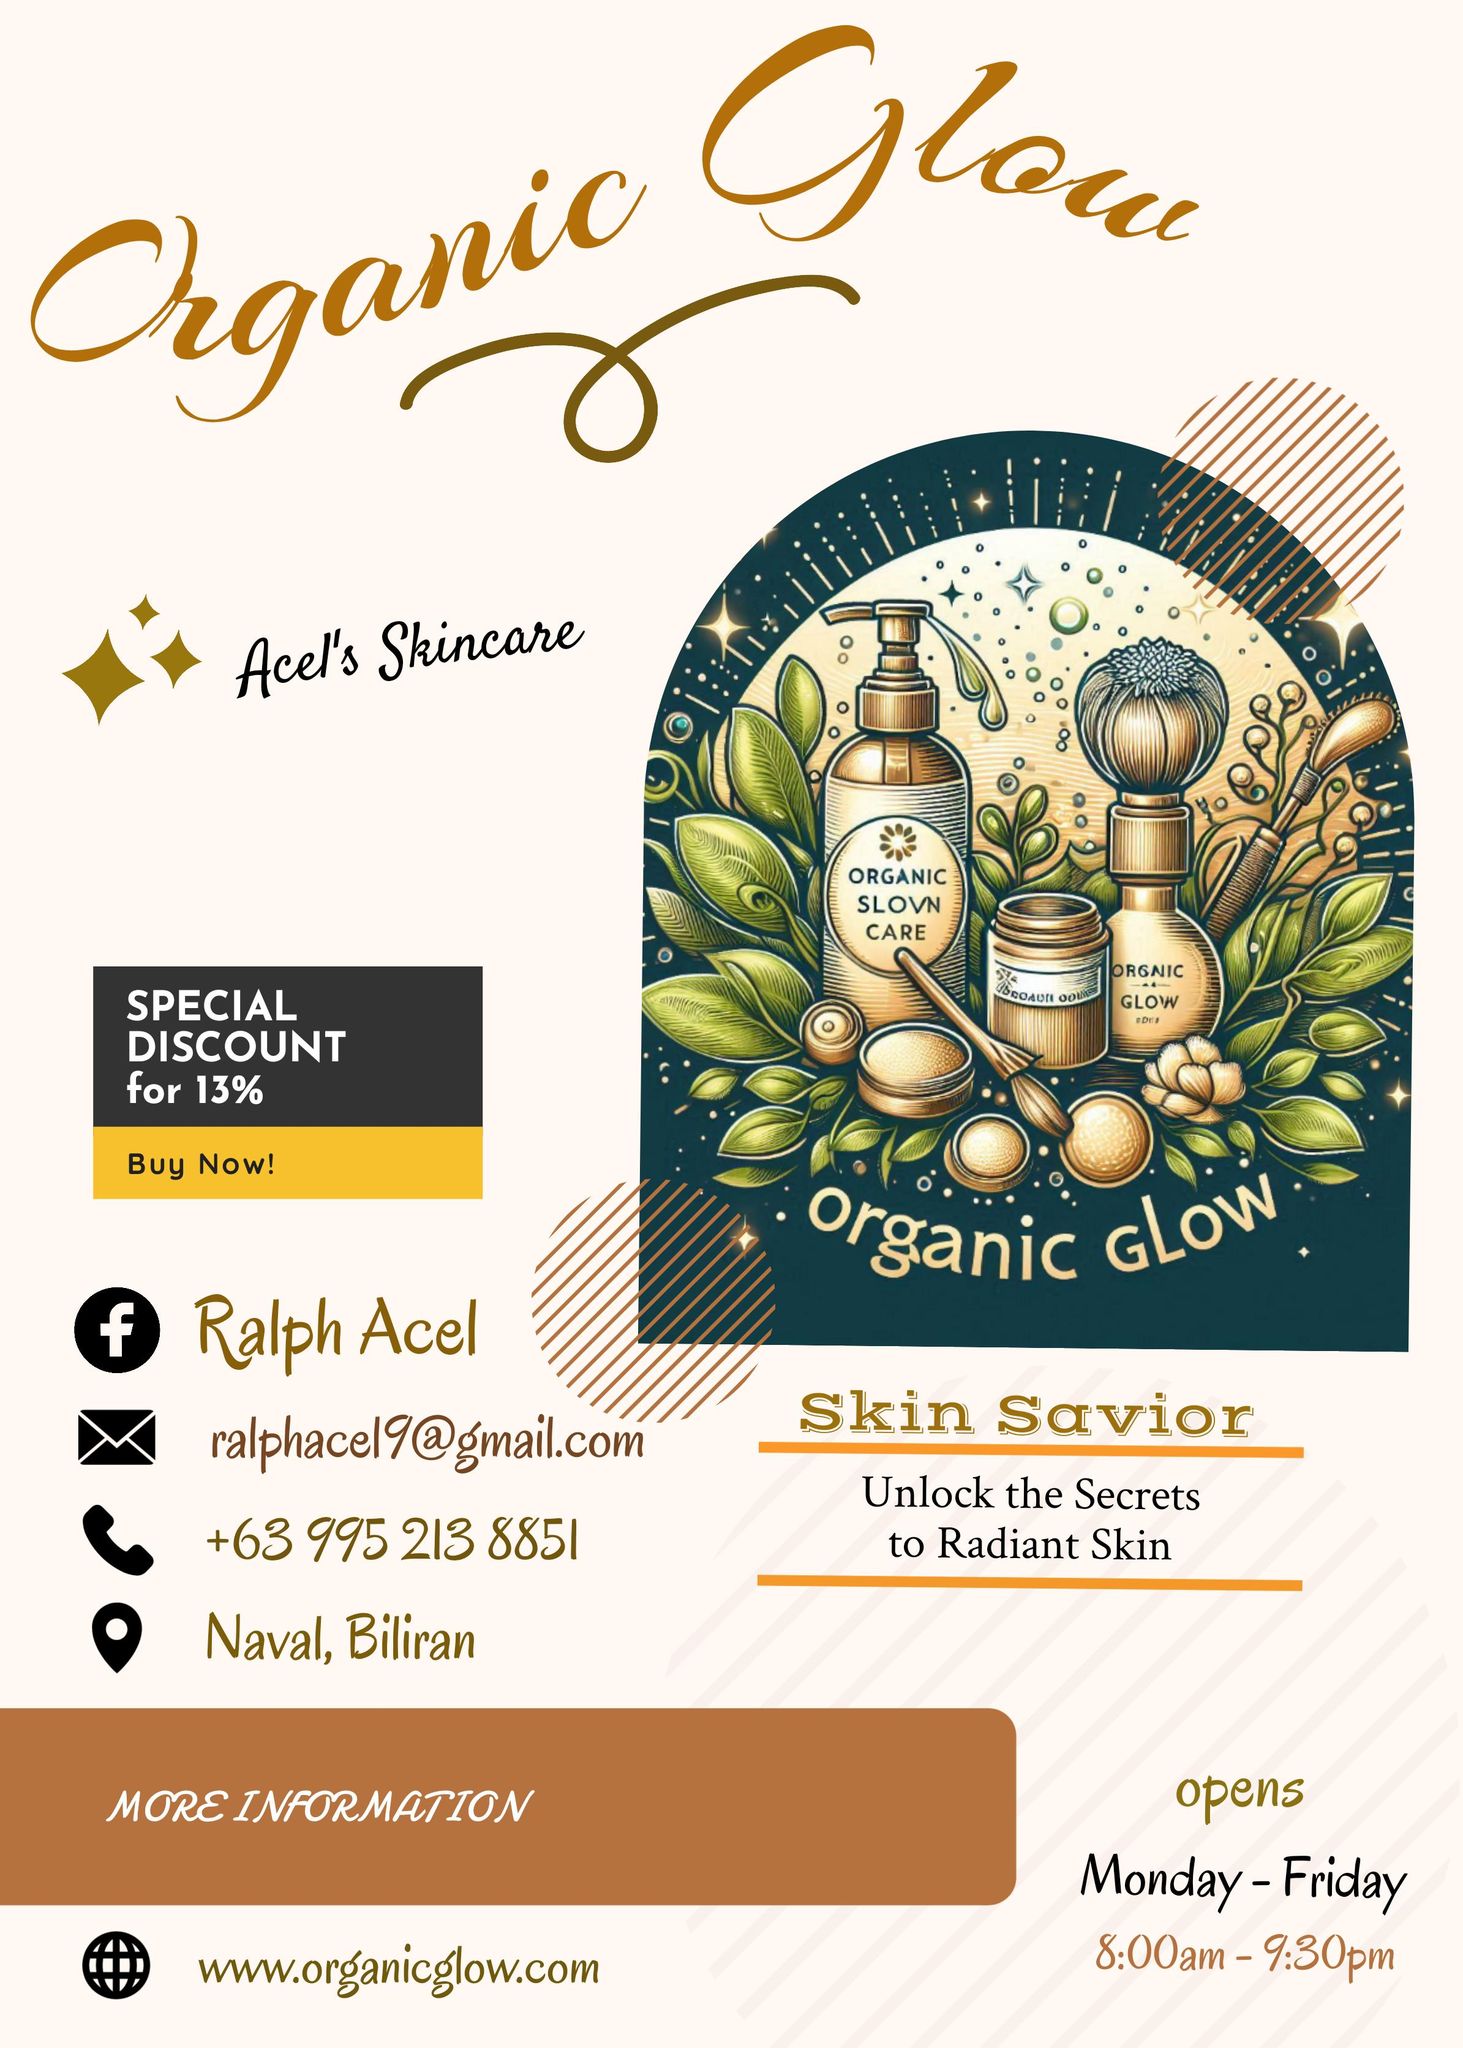 Organic Glow
Acel's Skincare
ORGANIC
SLOVN
CARE
ORGNIC
GLOW
organic GLOW
SPECIAL
DISCOUNT
for 13%
Buy Now!
Ralph Acel
ralphacel9@gmail.com
+63 995 213 8851
Naval, Biliran
Skin Savior
Unlock the Secrets
to Radiant Skin
MORE INFORMATION
opens
Monday - Friday
8:00am - 9:30pm
www.organicglow.com